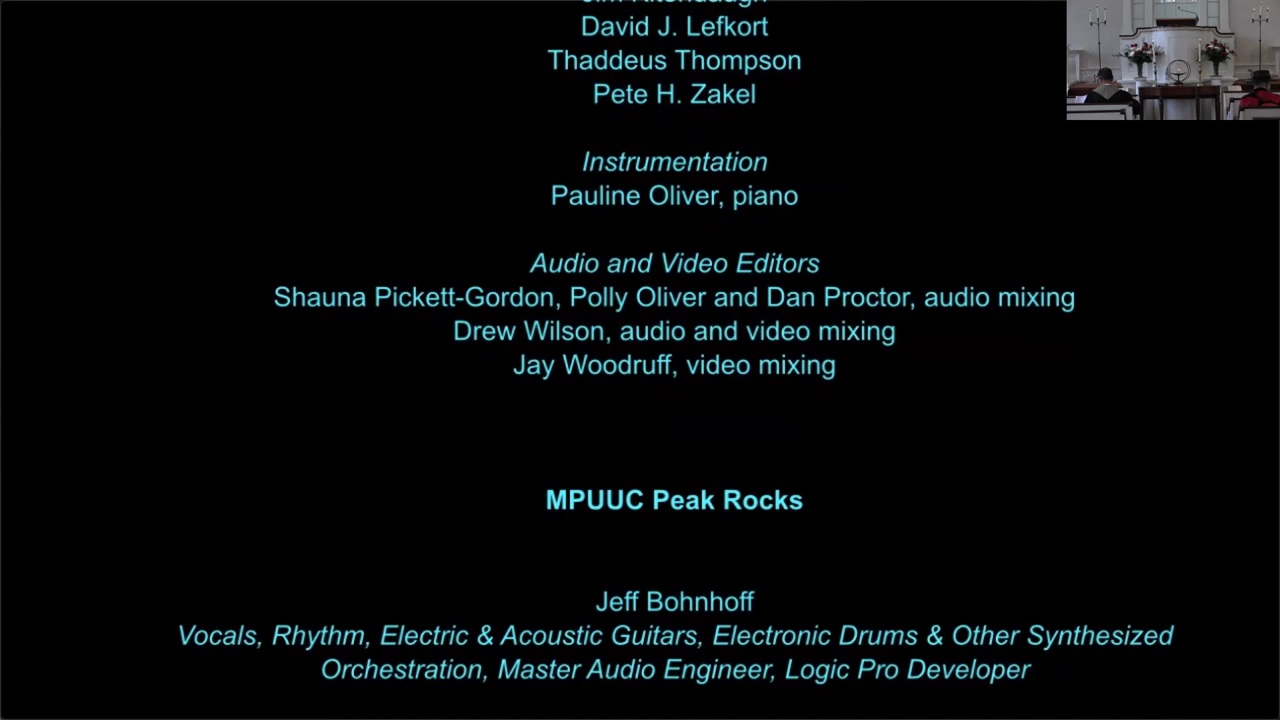 David J. Lefkort
Thaddeus Thompson
Pete H. Zakel
Instrumentation
Pauline Oliver, piano
Audio and Video Editors
Shauna Pickett-Gordon, Polly Oliver and Dan Proctor, audio mixing
Drew Wilson, audio and video mixing
Jay Woodruff, video mixing
MPUUC Peak Rocks
Jeff Bohnhoff
Vocals, Rhythm, Electric & Acoustic Guitars, Electronic Drums & Other Synthesized
Orchestration, Master Audio Engineer, Logic Pro Developer